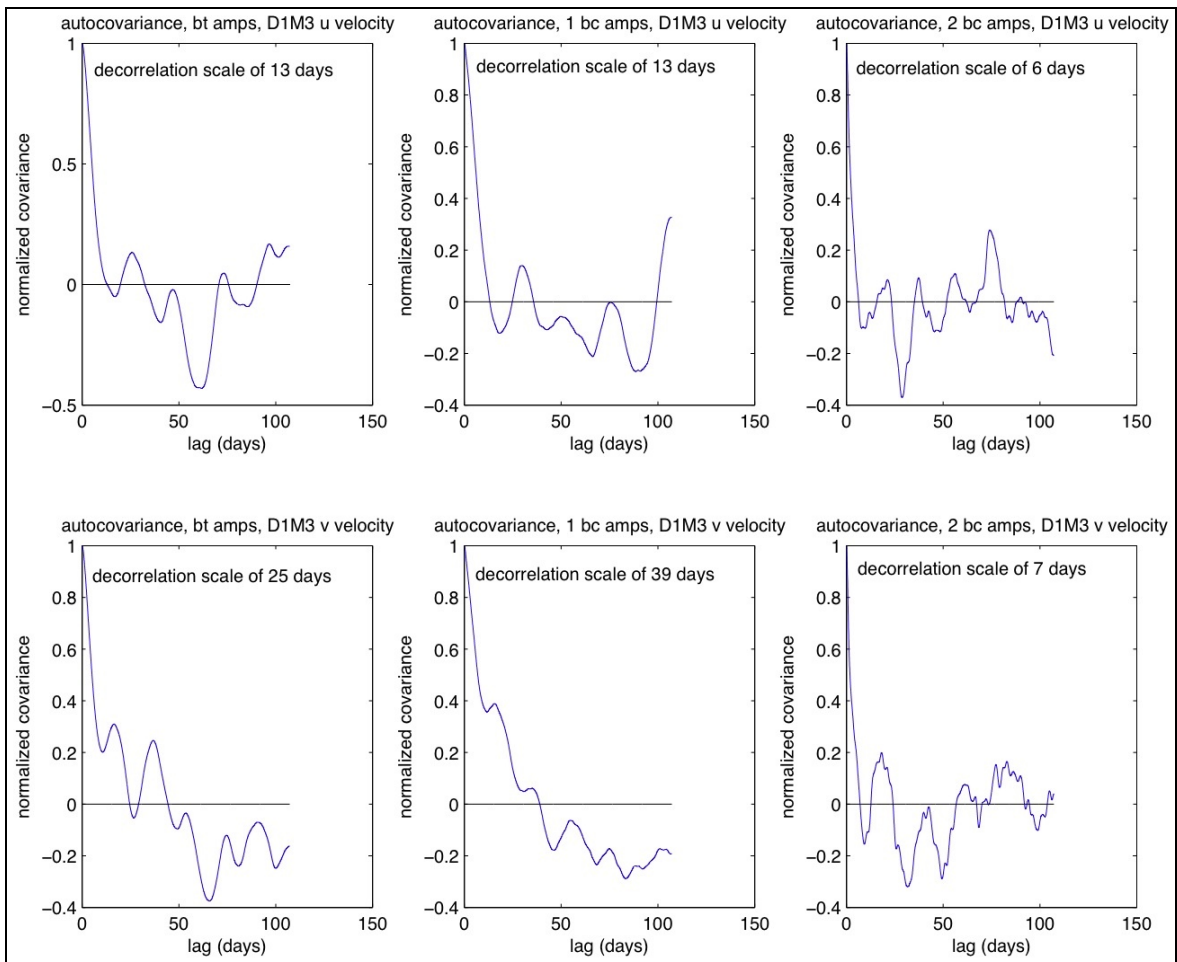 autocovariance, bt amps, D1M3 u velocity
decorrelation scale of 13 days
normalized covariance
1
0.5
0
−0.5
0
50
100
150
lag (days)
autocovariance, 1 bc amps, D1M3 u velocity
decorrelation scale of 13 days
normalized covariance
1
0.8
0.6
0.4
0.2
0
−0.2
−0.4
0
50
100
150
lag (days)
autocovariance, 2 bc amps, D1M3 u velocity
decorrelation scale of 6 days
normalized covariance
1
0.8
0.6
0.4
0.2
0
−0.2
−0.4
0
50
100
150
lag (days)
autocovariance, bt amps, D1M3 v velocity
decorrelation scale of 25 days
normalized covariance
1
0.8
0.6
0.4
0.2
0
−0.2
−0.4
0
50
100
150
lag (days)
autocovariance, 1 bc amps, D1M3 v velocity
decorrelation scale of 39 days
normalized covariance
1
0.8
0.6
0.4
0.2
0
−0.2
−0.4
0
50
100
150
lag (days)
autocovariance, 2 bc amps, D1M3 v velocity
decorrelation scale of 7 days
normalized covariance
1
0.8
0.6
0.4
0.2
0
−0.2
−0.4
0
50
100
150
lag (days)